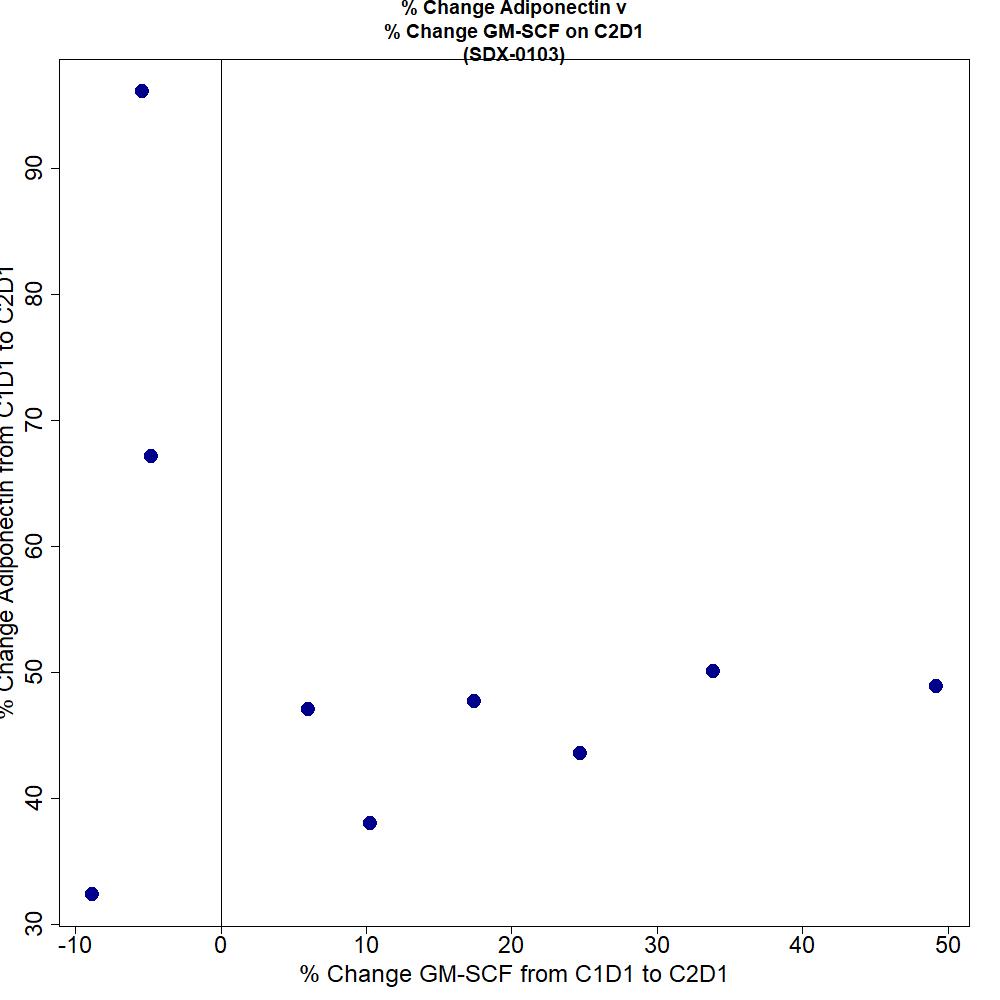 % Change Adiponectin v
% Change GM-SCF on C2D1
(SDX-0103)
% Change Adiponectin from C1D1 to C2D1
90
80
70
60
50
40
30
-10 0 10 20 30 40 50
% Change GM-SCF from C1D1 to C2D1